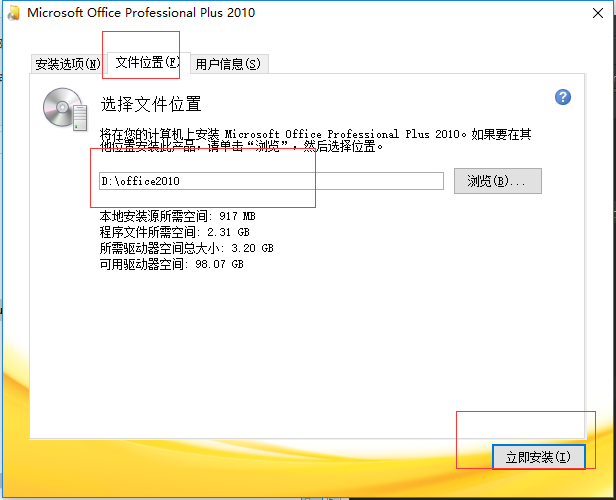 Microsoft Office Professional Plus 2010
安装选项(N) 文件位置(F) 用户信息(S)
选择文件位置
将在您的计算机上安装 Microsoft Office Professional Plus 2010。如果要在其
他位置安装此产品，请单击“浏览”，然后选择位置。
D:\office2010 浏览(B)...
本地安装源所需空间: 917 MB
程序文件所需空间: 2.31 GB
所需驱动器空间总大小: 3.20 GB
可用驱动器空间: 98.07 GB
立即安装(I)